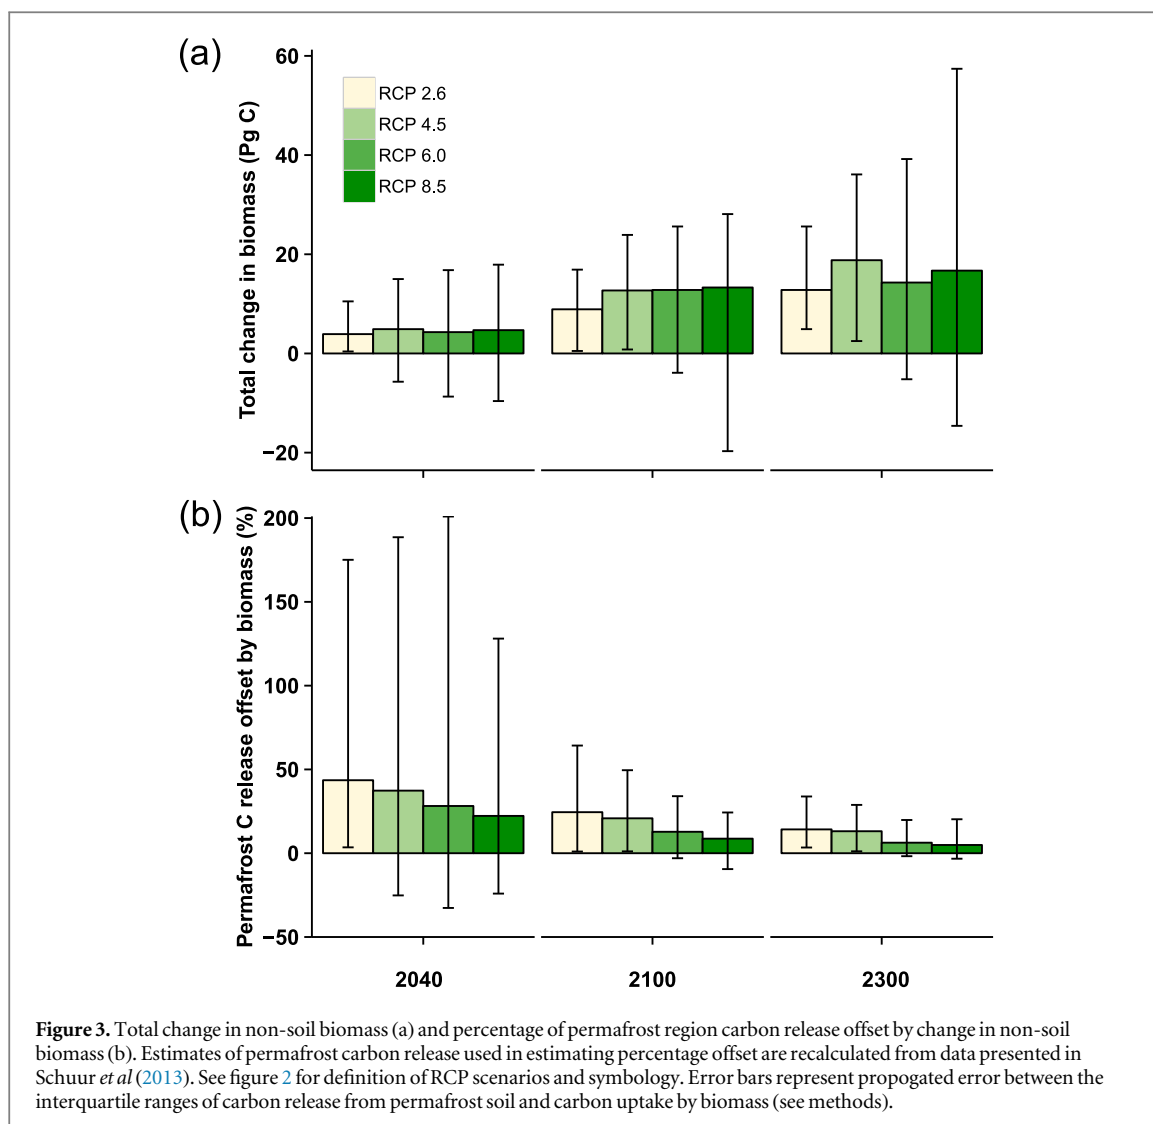 (a)
Total change in biomass (Pg C)
60
40
20
0
−20
RCP 2.6
RCP 4.5
RCP 6.0
RCP 8.5
(b)
Permafrost C release offset by biomass (%)
200
150
100
50
0
−50
2040 2100 2300
Figure 3. Total change in non-soil biomass (a) and percentage of permafrost region carbon release offset by change in non-soil
biomass (b). Estimates of permafrost carbon release used in estimating percentage offset are recalculated from data presented in
Schuur et al (2013). See figure 2 for definition of RCP scenarios and symbology. Error bars represent propogated error between the
interquartile ranges of carbon release from permafrost soil and carbon uptake by biomass (see methods).